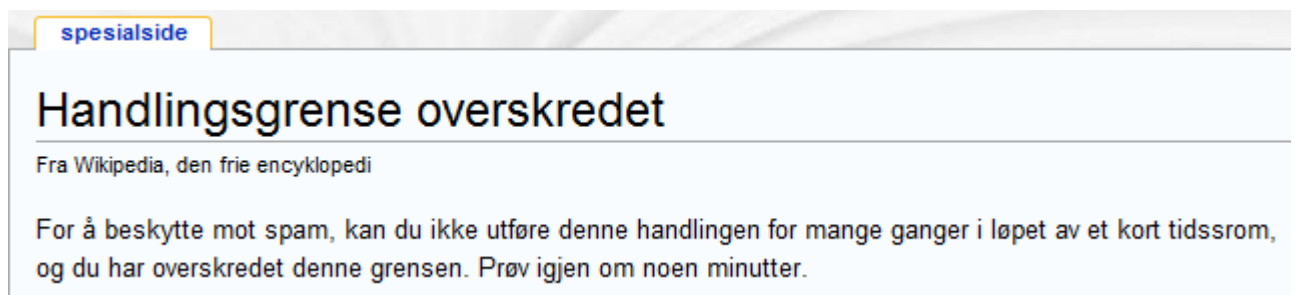 spesialside
Handlingsgrense overskredet
Fra Wikipedia, den frie encyklopedi
For å beskytte mot spam, kan du ikke utføre denne handlingen for mange ganger i løpet av et kort tidssrom,
og du har overskredet denne grensen. Prøv igjen om noen minutter.